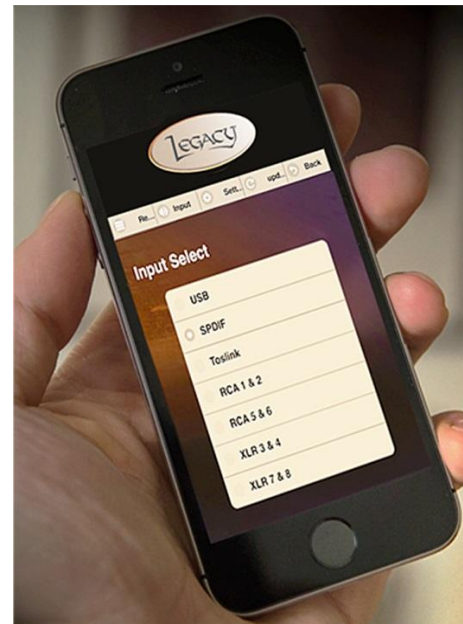 LEGACY
Re... Input Sett.. upd.. Back
Input Select
USB
SPDIF
Toslink
RCA 1 & 2
RCA 5 & 6
XLR 3 & 4
XLR 7 & 8